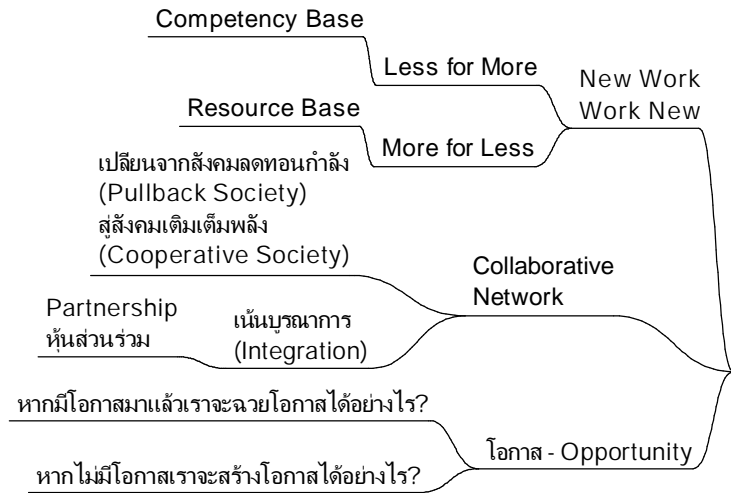 Competency Base
Less for More
New Work
Work New
Resource Base
More for Less
เปลี่ยนจากสังคมลดทอนกำลัง
(Pullback Society)
สู่สังคมเติมเต็มพลัง
(Cooperative Society)
Collaborative
Network
Partnership
หุ้นส่วนร่วม
เน้นบูรณาการ
(Integration)
หากมีโอกาสมาแล้วเราจะฉวยโอกาสได้อย่างไร?
โอกาส - Opportunity
หากไม่มีโอกาสเราจะสร้างโอกาสได้อย่างไร?